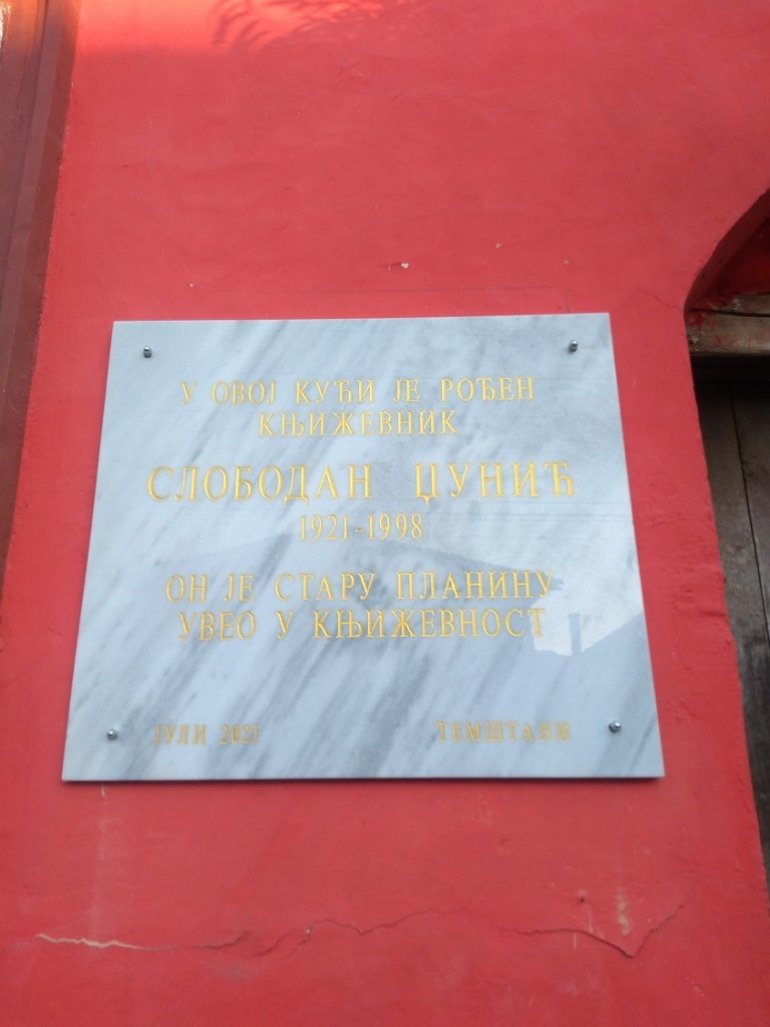 У ОВОЈ КУЋИ ЈЕ РОЂЕН
КЊИЖЕВНИК
СЛОБОДАН ЏУНИЋ
1921-1998
ОН ЈЕ СТАРУ ПЛАНИНУ
УВЕО У КЊИЖЕВНОСТ
ЈУЛИ 2021 ТЕМШТАНИ